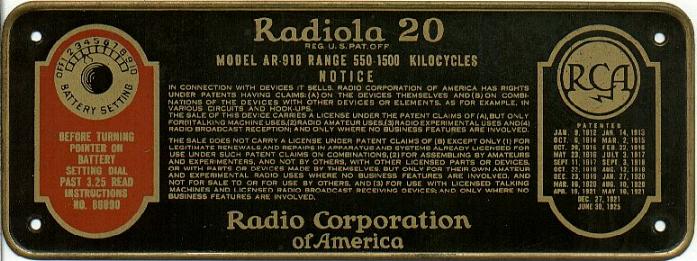 Radiola 20
REG. U.S. PAT. OFF.
MODEL AR-918 RANGE 550-1500 KILOCYCLES
NOTICE
IN CONNECTION WITH DEVICES IT SELLS, RADIO CORPORATION OF AMERICA HAS RIGHTS
UNDER PATENTS HAVING CLAIMS: (A) ON THE DEVICES THEMSELVES AND (B) ON COMBI-
NATIONS OF THE DEVICES WITH OTHER DEVICES OR ELEMENTS, AS FOR EXAMPLE, IN
VARIOUS CIRCUITS AND HOOK-UPS.
THE SALE OF THIS DEVICE CARRIES A LICENSE UNDER THE PATENT CLAIMS OF (A), BUT ONLY
FOR (1) TALKING MACHINE USES, (2) RADIO AMATEUR USES, (3) RADIO EXPERIMENTAL USES AND (4)
RADIO BROADCAST RECEPTION; AND ONLY WHERE NO BUSINESS FEATURES ARE INVOLVED.
THE SALE DOES NOT CARRY A LICENSE UNDER PATENT CLAIMS OF (B) EXCEPT ONLY (1) FOR
LEGITIMATE RENEWALS AND REPAIRS IN APPARATUS AND SYSTEMS ALREADY LICENSED FOR
USE UNDER SUCH PATENT CLAIMS ON COMBINATIONS, (2) FOR ASSEMBLING BY AMATEURS
AND EXPERIMENTERS, AND NOT BY OTHERS, WITH OTHER LICENSED PARTS OR DEVICES,
OR WITH PARTS OR DEVICES MADE BY THEMSELVES, BUT ONLY FOR THEIR OWN AMATEUR
AND EXPERIMENTAL RADIO USES WHERE NO BUSINESS FEATURES ARE INVOLVED, AND
NOT FOR SALE TO OR FOR USE BY OTHERS, AND (3) FOR USE WITH LICENSED TALKING
MACHINES AND LICENSED RADIO BROADCAST RECEIVING DEVICES; AND ONLY WHERE NO
BUSINESS FEATURES ARE INVOLVED.
Radio Corporation
of America
OFF 1 2 3 4 5 6 7 8 9 10
BATTERY SETTING
BEFORE TURNING
POINTER ON
BATTERY
SETTING DIAL
PAST 3.25 READ
INSTRUCTIONS
RCA
PATENTED
JAN. 9, 1912 JAN. 14, 1913